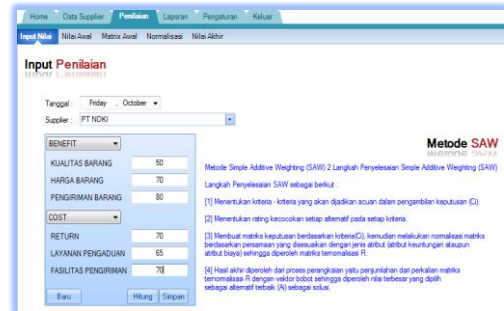 Home Data Supplier Penilaian Laporan Pengaturan Keluar
Input Nilai Nilai Awal Matrix Awal Normalisasi Nilai Akhir
Input Penilaian
Tanggal : Friday , October
Supplier : PT NDKI
BENEFIT
KUALITAS BARANG 50
HARGA BARANG 70
PENGIRIMAN BARANG 80
COST
RETURN 70
LAYANAN PENGADUAN 65
FASILITAS PENGIRIMAN 70
Baru Hitung Simpan
Metode SAW
Metode Simple Additive Weighting (SAW) 2 Langkah Penyelesaian Simple Additive Weighting (SAW)
Langkah Penyelesaian SAW sebagai berikut :
[1] Menentukan kriteria - kriteria yang akan dijadikan acuan dalam pengambilan keputusan (Ci).
[2] Menentukan rating kecocokan setiap alternatif pada setiap kriteria.
[3] Membuat matriks keputusan berdasarkan kriteria(Ci), kemudian melakukan normalisasi matriks
berdasarkan persamaan yang disesuaikan dengan jenis atribut (atribut keuntungan ataupun
atribut biaya) sehingga diperoleh matriks ternormalisasi R.
[4] Hasil akhir diperoleh dari proses perangkaian yaitu penjumlahan dari perkalian matriks
ternormalisasi R dengan vektor bobot sehingga diperoleh nilai terbesar yang dipilih
sebagai alternatif terbaik (Ai) sebagai solusi.